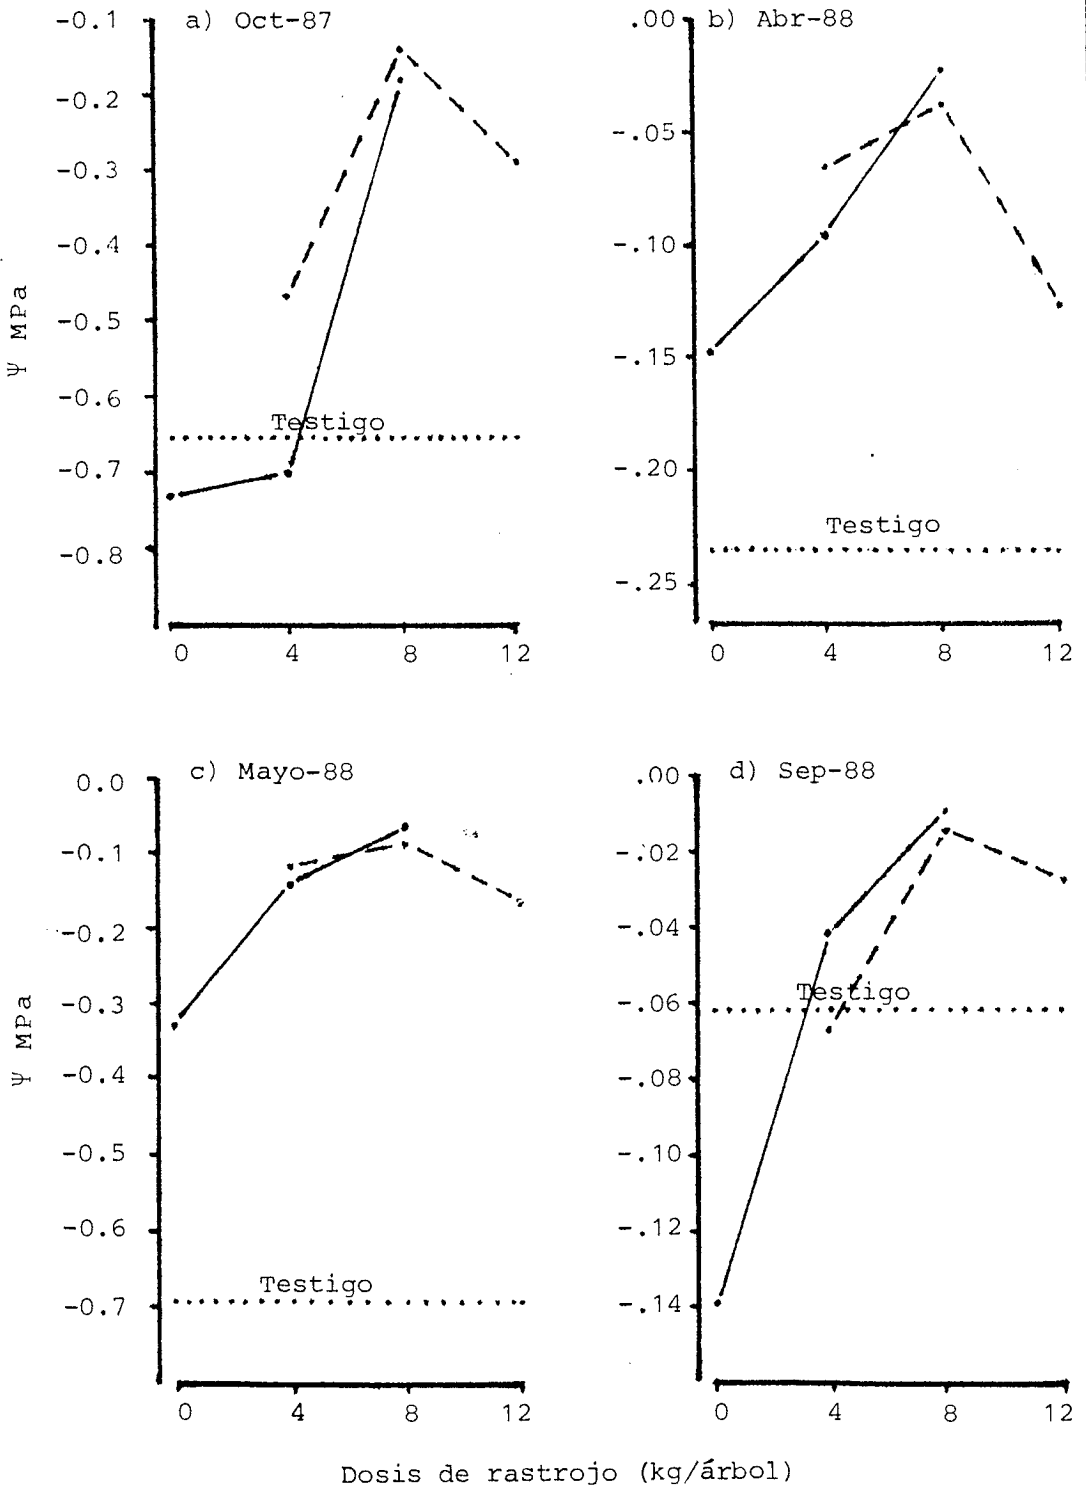 a) Oct-87
-0.1
-0.2
-0.3
-0.4
-0.5
-0.6
-0.7
-0.8
Ψ MPa
Testigo
0 4 8 12
b) Abr-88
.00
-.05
-.10
-.15
-.20
-.25
Testigo
0 4 8 12
c) Mayo-88
0.0
-0.1
-0.2
-0.3
-0.4
-0.5
-0.6
-0.7
Ψ MPa
Testigo
0 4 8 12
d) Sep-88
.00
-.02
-.04
-.06
-.08
-.10
-.12
-.14
Testigo
0 4 8 12
Dosis de rastrojo (kg/árbol)